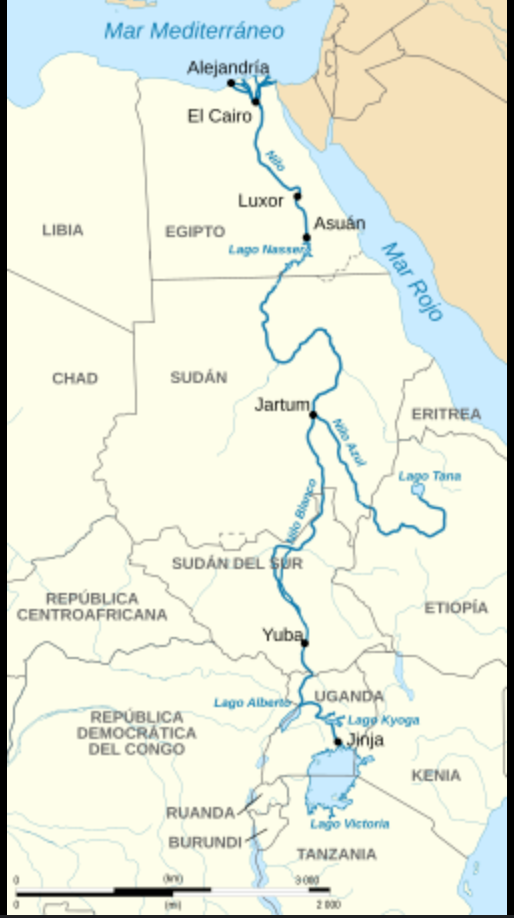 Mar Mediterráneo
Alejandría
El Cairo
Nilo
Luxor
Asuán
LIBIA
EGIPTO
Lago Nasser
Mar Rojo
CHAD
SUDÁN
Jartum
ERITREA
Nilo Azul
Lago Tana
Nilo Blanco
SUDÁN DEL SUR
REPÚBLICA
CENTROAFRICANA
ETIOPÍA
Yuba
UGANDA
Lago Alberto
Lago Kyoga
REPÚBLICA
DEMOCRÁTICA
DEL CONGO
Jinja
KENIA
RUANDA
Lago Victoria
BURUNDI
TANZANIA
0 (km) 3 000
0 (mi) 2 000